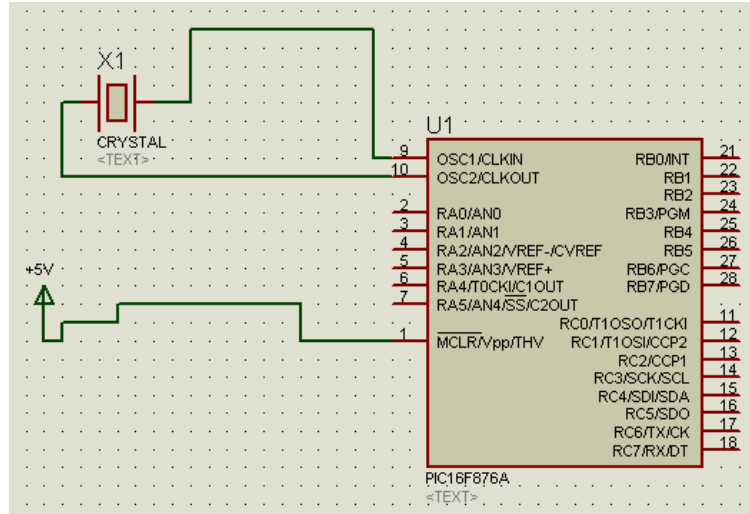 X1
CRYSTAL
<TEXT>
+5V
U1
9 OSC1/CLKIN RB0/INT 21
10 OSC2/CLKOUT RB1 22
RB2 23
2 RA0/AN0 RB3/PGM 24
3 RA1/AN1 RB4 25
4 RA2/AN2/VREF-/CVREF RB5 26
5 RA3/AN3/VREF+ RB6/PGC 27
6 RA4/T0CKI/C1OUT RB7/PGD 28
7 RA5/AN4/SS/C2OUT
RC0/T1OSO/T1CKI 11
1 MCLR/Vpp/THV RC1/T1OSI/CCP2 12
RC2/CCP1 13
RC3/SCK/SCL 14
RC4/SDI/SDA 15
RC5/SDO 16
RC6/TX/CK 17
RC7/RX/DT 18
PIC16F876A
<TEXT>